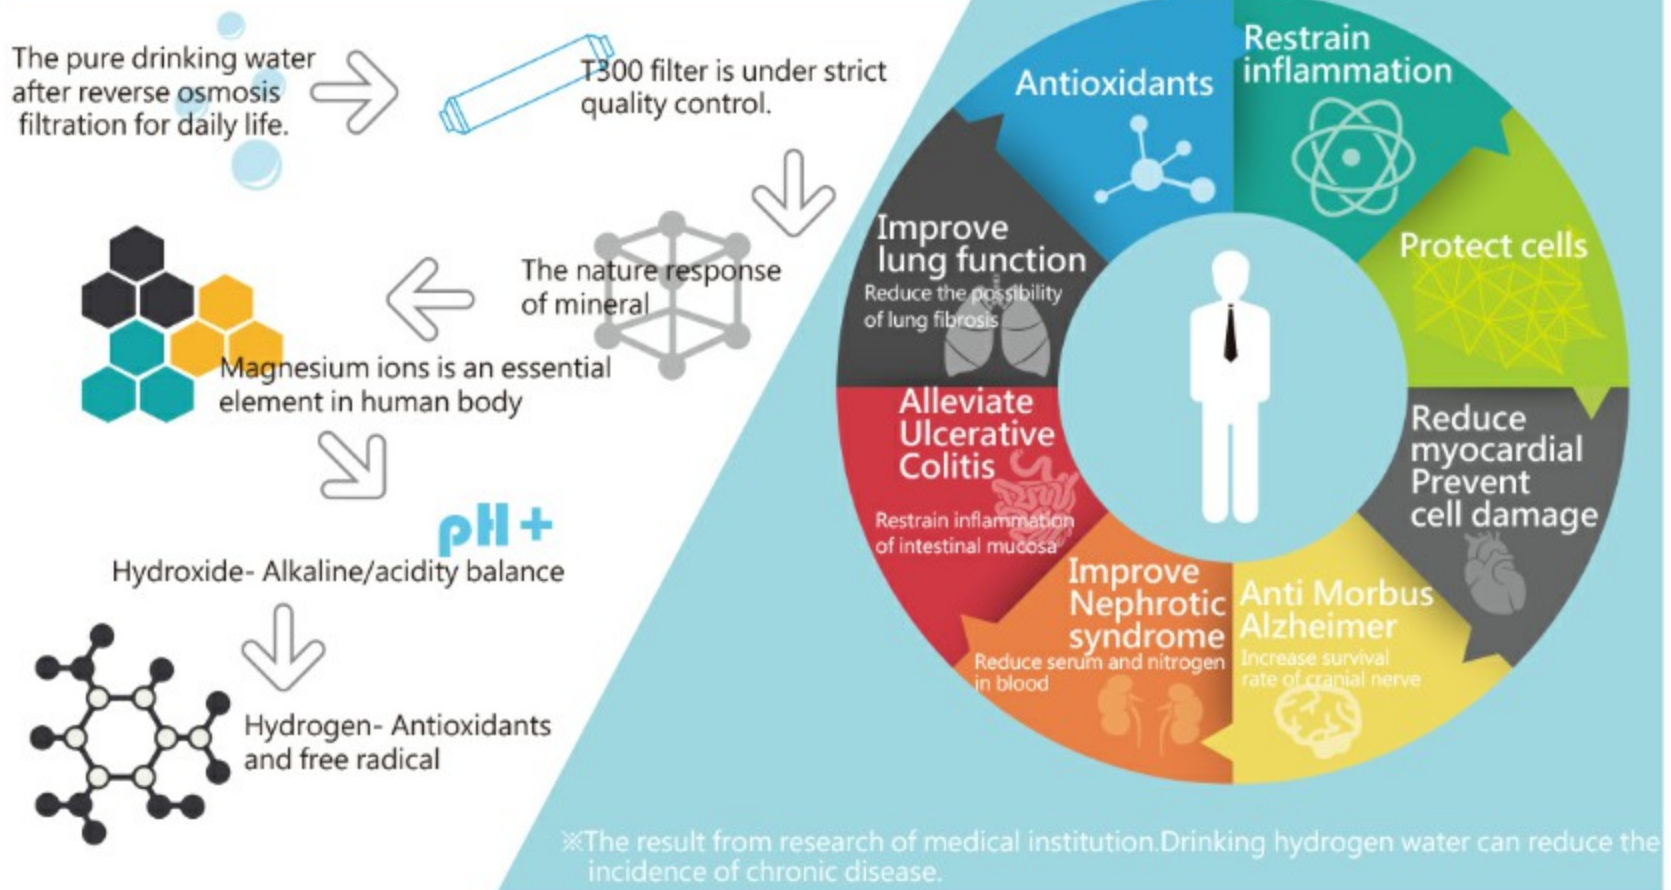 The pure drinking water
after reverse osmosis
filtration for daily life.
T300 filter is under strict
quality control.
The nature response
of mineral
Magnesium ions is an essential
element in human body
pH+
Hydroxide- Alkaline/acidity balance
Hydrogen- Antioxidants
and free radical
Antioxidants
Restrain
inflammation
Protect cells
Reduce
myocardial
Prevent
cell damage
Anti Morbus
Alzheimer
Increase survival
rate of cranial nerve
Improve
Nephrotic
syndrome
Reduce serum and nitrogen
in blood
Alleviate
Ulcerative
Colitis
Restrain inflammation
of intestinal mucosa
Improve
lung function
Reduce the possibility
of lung fibrosis
※The result from research of medical institution.Drinking hydrogen water can reduce the
incidence of chronic disease.